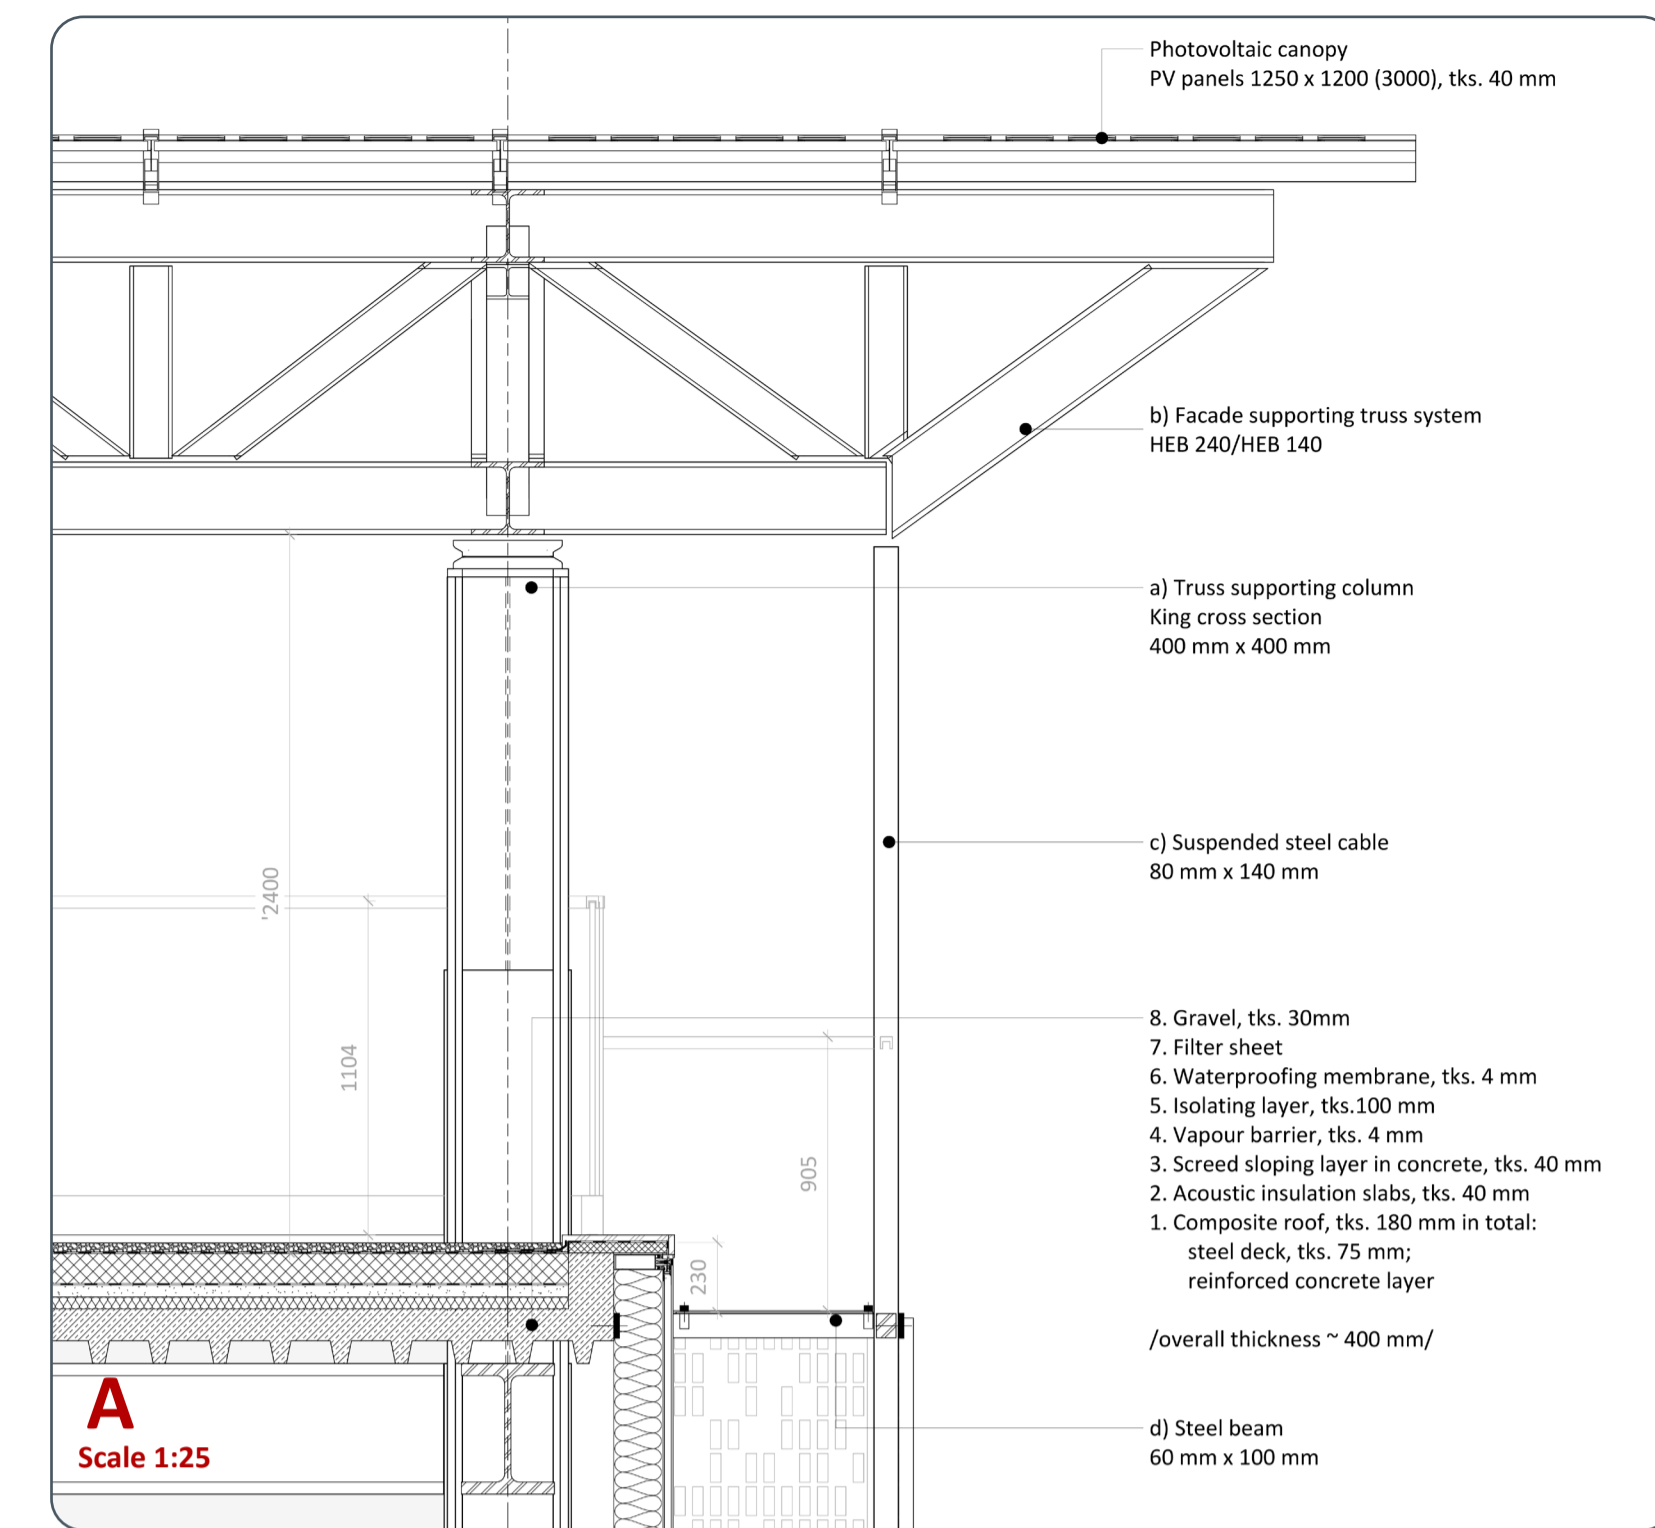 Photovoltaic canopy
PV panels 1250 x 1200 (3000), tks. 40 mm
b) Facade supporting truss system
HEB 240/HEB 140
a) Truss supporting column
King cross section
400 mm x 400 mm
c) Suspended steel cable
80 mm x 140 mm
'2400
1104
905
230
8. Gravel, tks. 30mm
7. Filter sheet
6. Waterproofing membrane, tks. 4 mm
5. Isolating layer, tks.100 mm
4. Vapour barrier, tks. 4 mm
3. Screed sloping layer in concrete, tks. 40 mm
2. Acoustic insulation slabs, tks. 40 mm
1. Composite roof, tks. 180 mm in total:
steel deck, tks. 75 mm;
reinforced concrete layer
/overall thickness ~ 400 mm/
d) Steel beam
60 mm x 100 mm
A
Scale 1:25